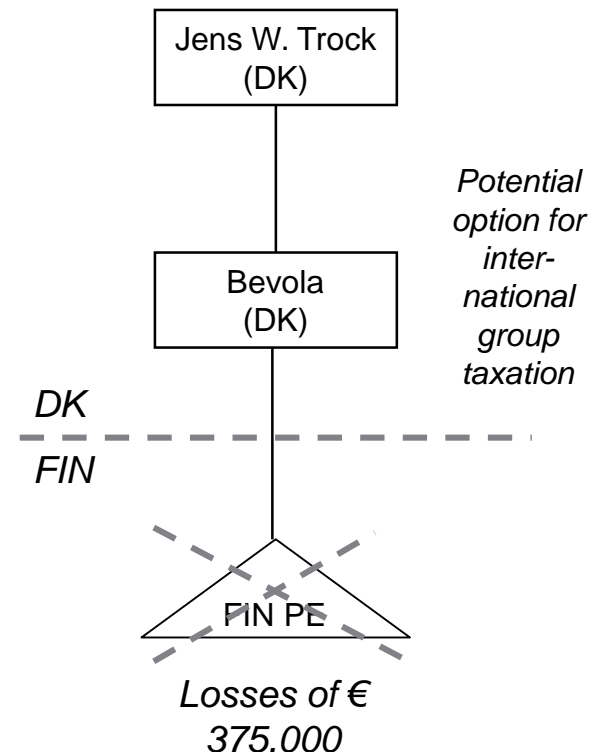 Jens W. Trock
(DK)
Potential
option for
inter-
national
group
taxation
Bevola
(DK)
DK
FIN
FIN PE
Losses of €
375.000